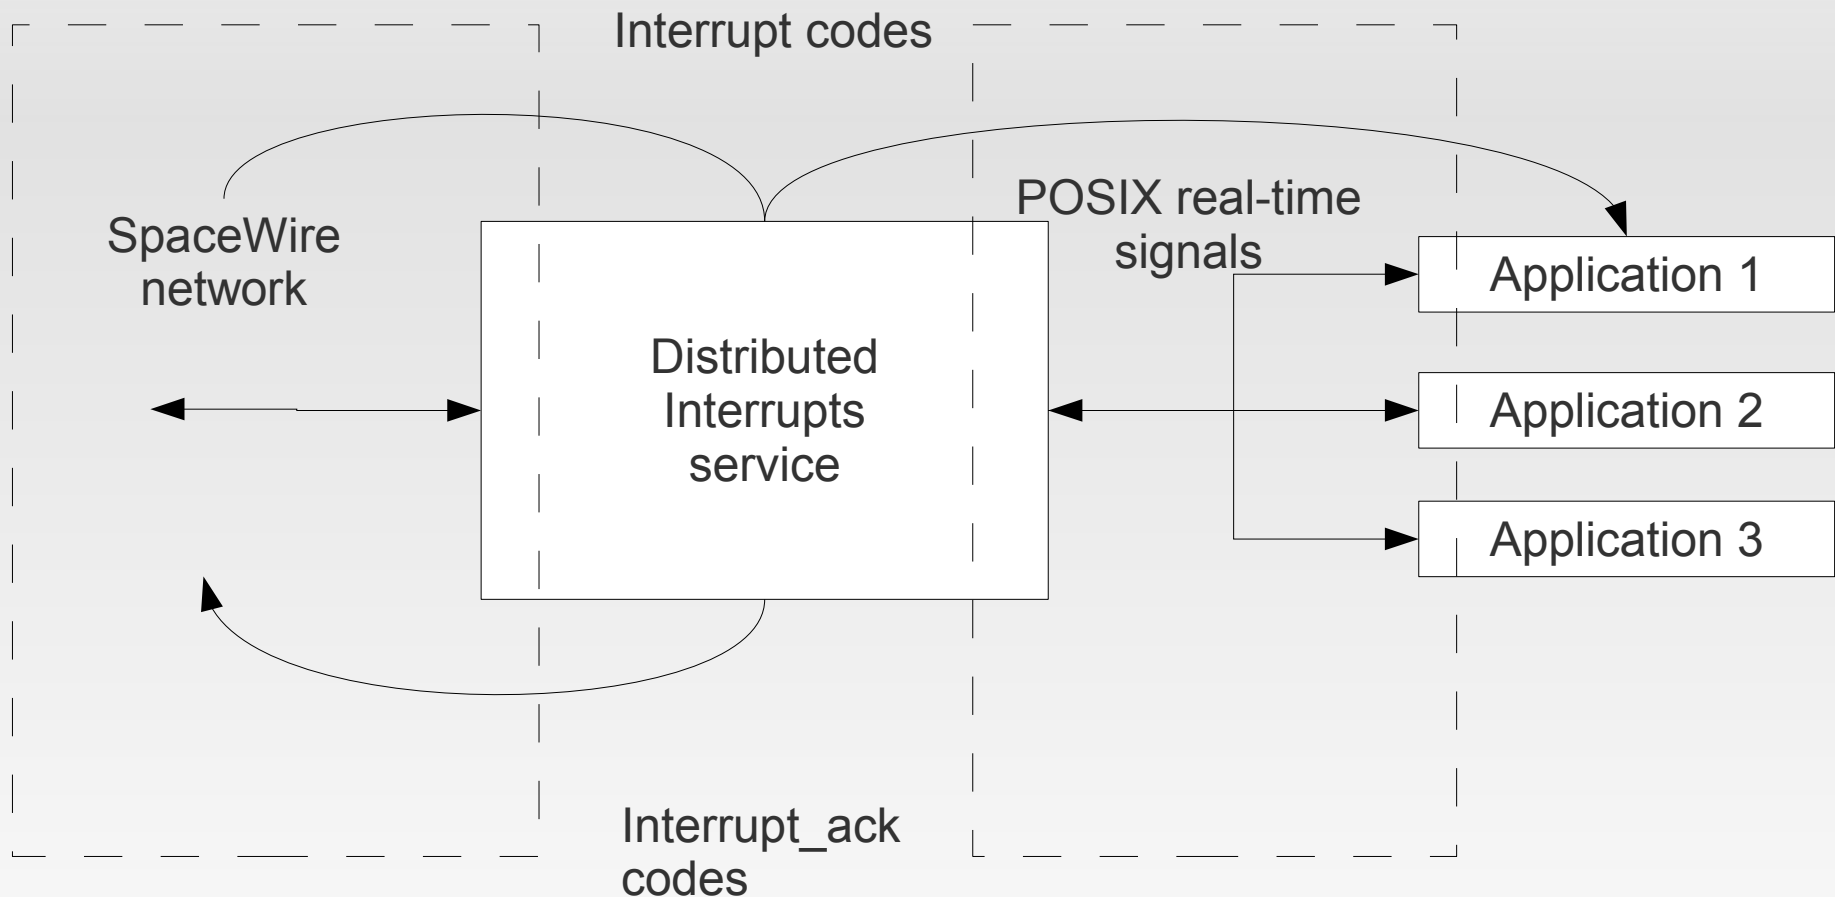 Interrupt codes
SpaceWire
network
POSIX real-time
signals
Distributed
Interrupts
service
Application 1
Application 2
Application 3
Interrupt_ack
codes